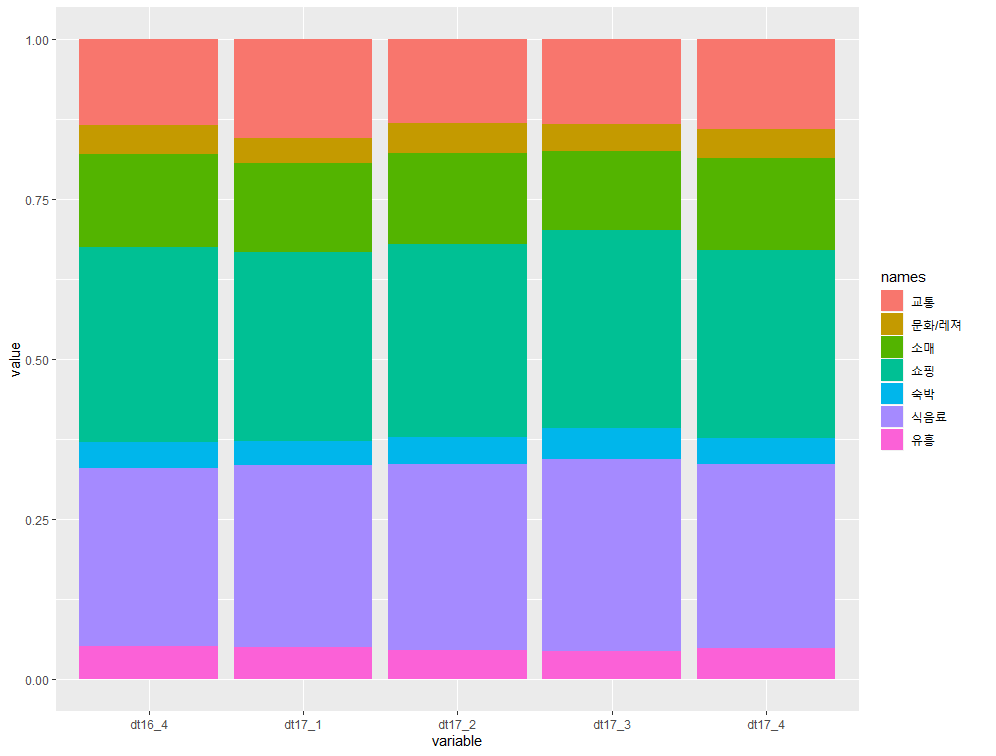 1.00
0.75
0.50
0.25
0.00
value
dt16_4 dt17_1 dt17_2 dt17_3 dt17_4
variable
names
교통
문화/레져
소매
쇼핑
숙박
식음료
유흥